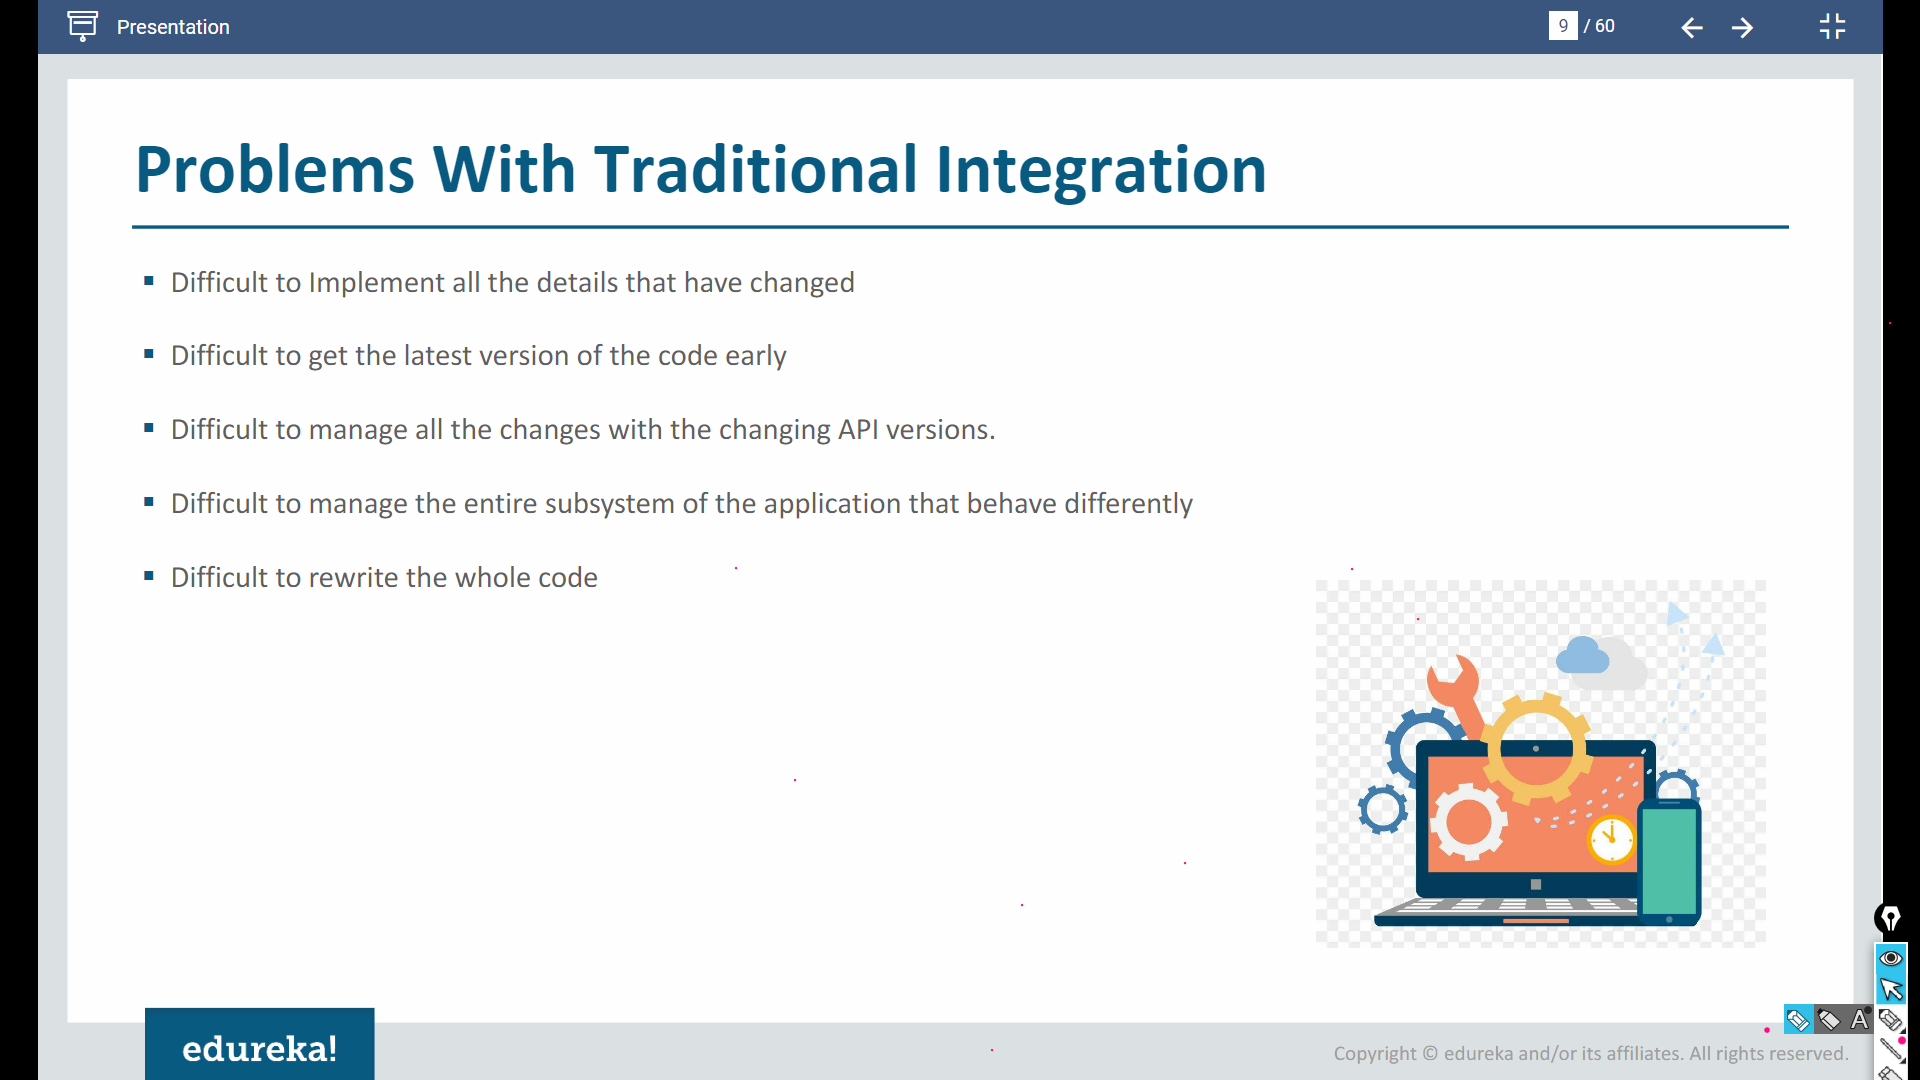 Presentation
9 / 60
Problems With Traditional Integration
▪ Difficult to Implement all the details that have changed
▪ Difficult to get the latest version of the code early
▪ Difficult to manage all the changes with the changing API versions.
▪ Difficult to manage the entire subsystem of the application that behave differently
▪ Difficult to rewrite the whole code
edureka!
A
Copyright © edureka and/or its affiliates. All rights reserved.